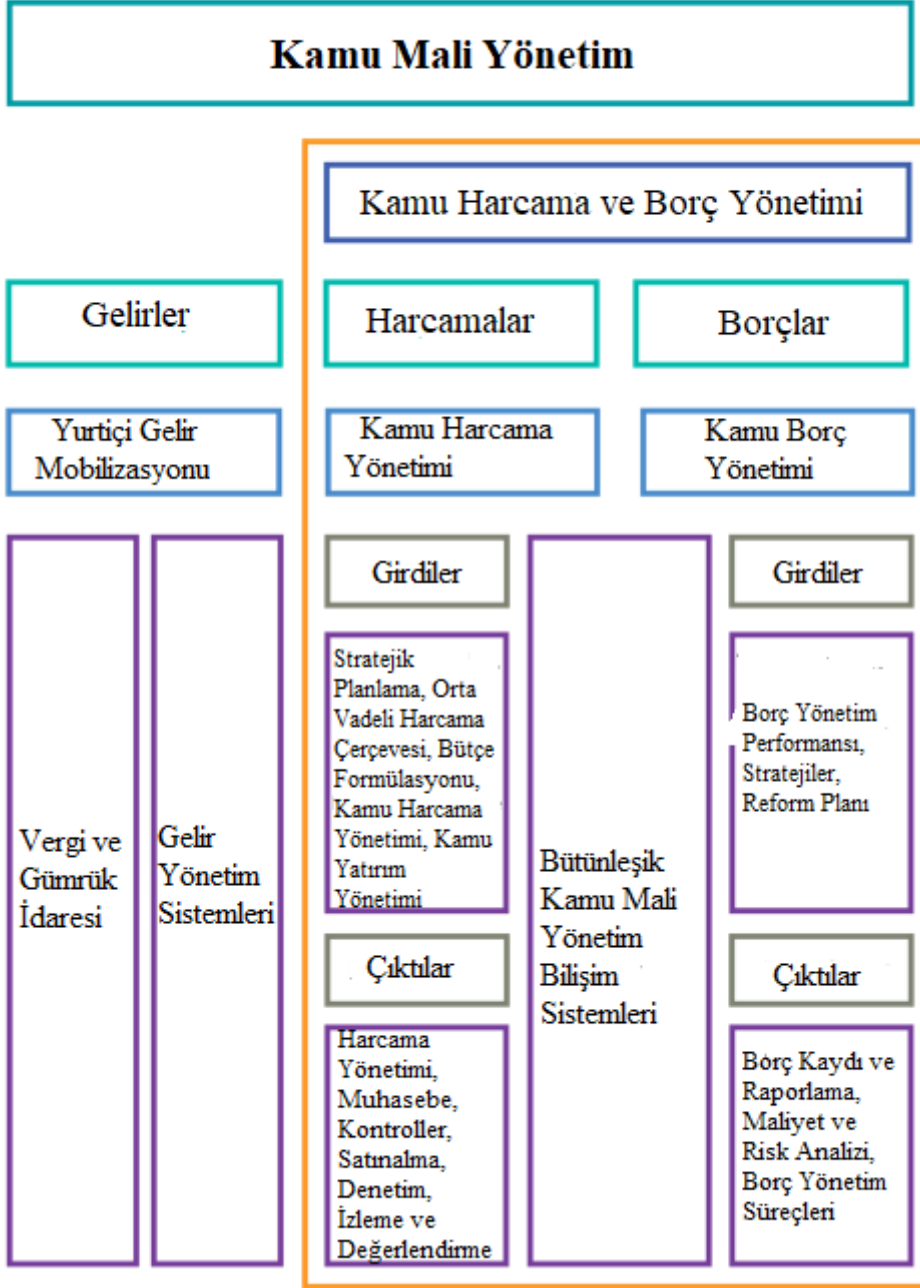 Kamu Mali Yönetim
Kamu Harcama ve Borç Yönetimi
Gelirler
Harcamalar
Borçlar
Yurtiçi Gelir
Mobilizasyonu
Kamu Harcama
Yönetimi
Kamu Borç
Yönetimi
Vergi ve
Gümrük
İdaresi
Gelir
Yönetim
Sistemleri
Girdiler
Stratejik
Planlama, Orta
Vadeli Harcama
Çerçevesi, Bütçe
Formülasyonu,
Kamu Harcama
Yönetimi, Kamu
Yatırım
Yönetimi
Çıktılar
Harcama
Yönetimi,
Muhasebe,
Kontroller,
Satınalma,
Denetim,
İzleme ve
Değerlendirme
Bütünleşik
Kamu Mali
Yönetim
Bilişim
Sistemleri
Girdiler
Borç Yönetim
Performansı,
Stratejiler,
Reform Planı
Çıktılar
Borç Kaydı ve
Raporlama,
Maliyet ve
Risk Analizi,
Borç Yönetim
Süreçleri